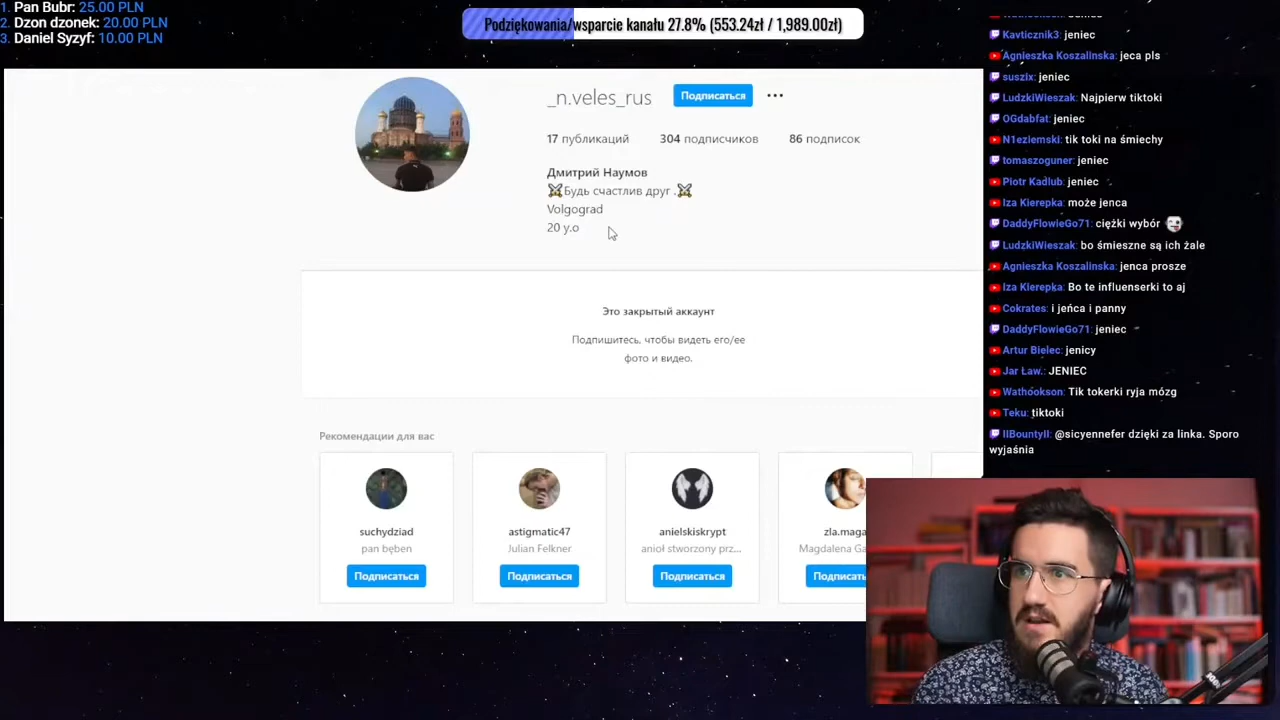 1. Pan Bubr: 25.00 PLN
2. Dzon dzonek: 20.00 PLN
3. Daniel Syzyf: 10.00 PLN
Podziękowania/wsparcie kanału 27.8% (553.24zł / 1,989.00zł)
_n.veles_rus
Подписаться
17 публикаций
304 подписчиков
86 подписок
Дмитрий Наумов
Будь счастлив друг .
Volgograd
20 y.o
Это закрытый аккаунт
Подпишитесь, чтобы видеть его/ее
фото и видео.
Рекомендации для вас
suchydziad
pan bęben
Подписаться
astigmatic47
Julian Felkner
Подписаться
anielskiskrypt
anioł stworzony prz...
Подписаться
zla.maga
Magdalena Ga
Подписать
Kavticznik3: jeniec
Agnieszka Koszalinska: jeca pls
suszix: jeniec
LudzkiWieszak: Najpierw tiktoki
OGdabfat: jeniec
N1eziemski: tik toki na śmiechy
tomaszoguner: jeniec
Piotr Kadlub: jeniec
Iza Kierepka: może jenca
DaddyFlowieGo71: ciężki wybór
LudzkiWieszak: bo śmieszne są ich żale
Agnieszka Koszalinska: jenca prosze
Iza Kierepka: Bo te influenserki to aj
Cokrates: i jeńca i panny
DaddyFlowieGo71: jeniec
Artur Bielec: jenicy
Jar Ław.: JENIEC
Wathookson: Tik tokerki ryja mózg
Teku: tiktoki
IIBountyII: @sicyennefer dzięki za linka. Sporo
wyjaśnia